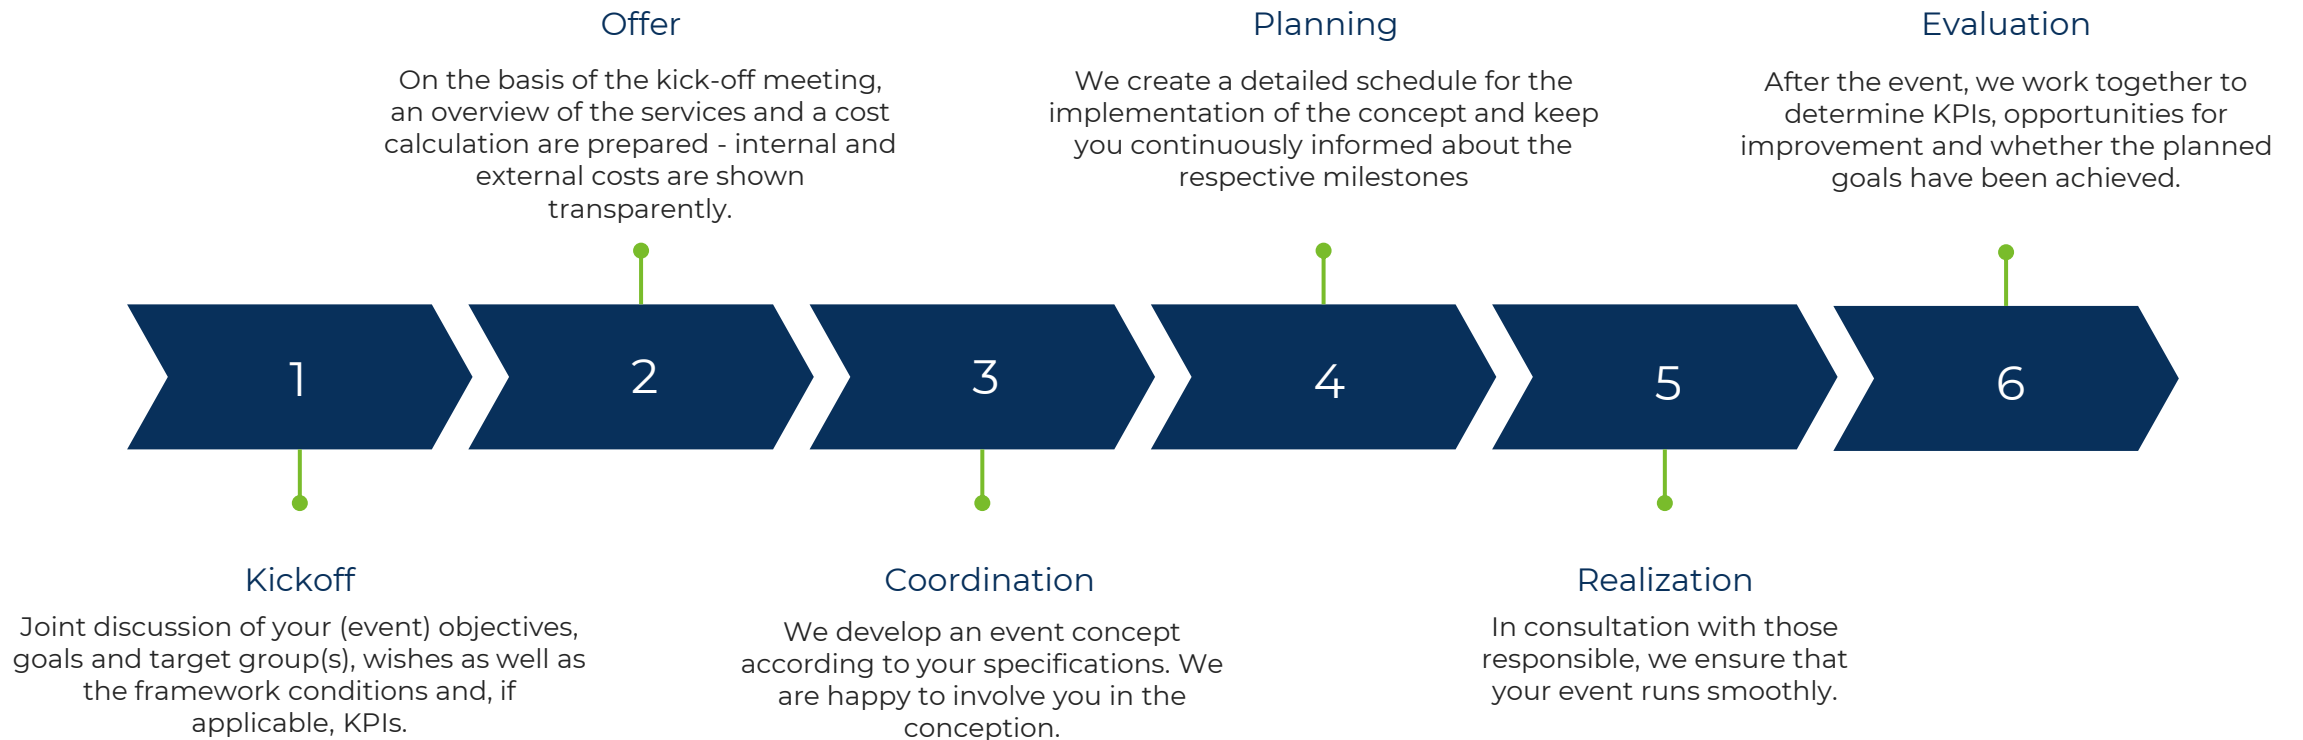 Offer
On the basis of the kick-off meeting,
an overview of the services and a cost
calculation are prepared - internal and
external costs are shown
transparently.
Planning
We create a detailed schedule for the
implementation of the concept and keep
you continuously informed about the
respective milestones
Evaluation
After the event, we work together to
determine KPIs, opportunities for
improvement and whether the planned
goals have been achieved.
1
2
3
4
5
6
Kickoff
Joint discussion of your (event) objectives,
goals and target group(s), wishes as well as
the framework conditions and, if
applicable, KPIs.
Coordination
We develop an event concept
according to your specifications. We
are happy to involve you in the
conception.
Realization
In consultation with those
responsible, we ensure that
your event runs smoothly.